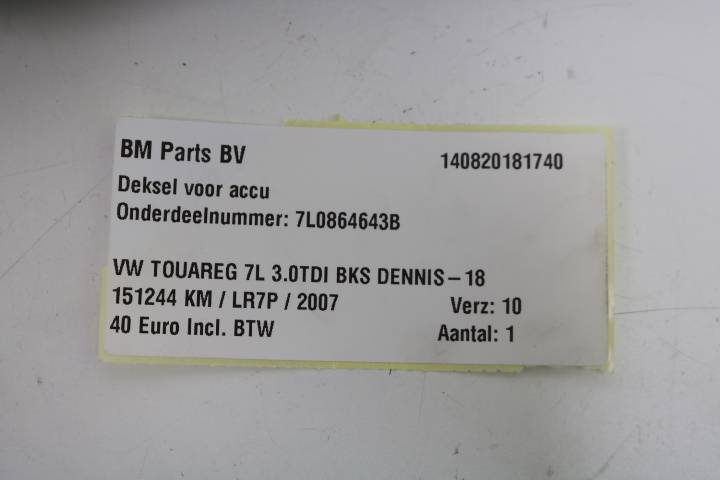 BM Parts BV 140820181740
Deksel voor accu
Onderdeelnummer: 7L0864643B
VW TOUAREG 7L 3.0TDI BKS DENNIS-18
151244 KM / LR7P / 2007 Verz: 10
40 Euro Incl. BTW Aantal: 1